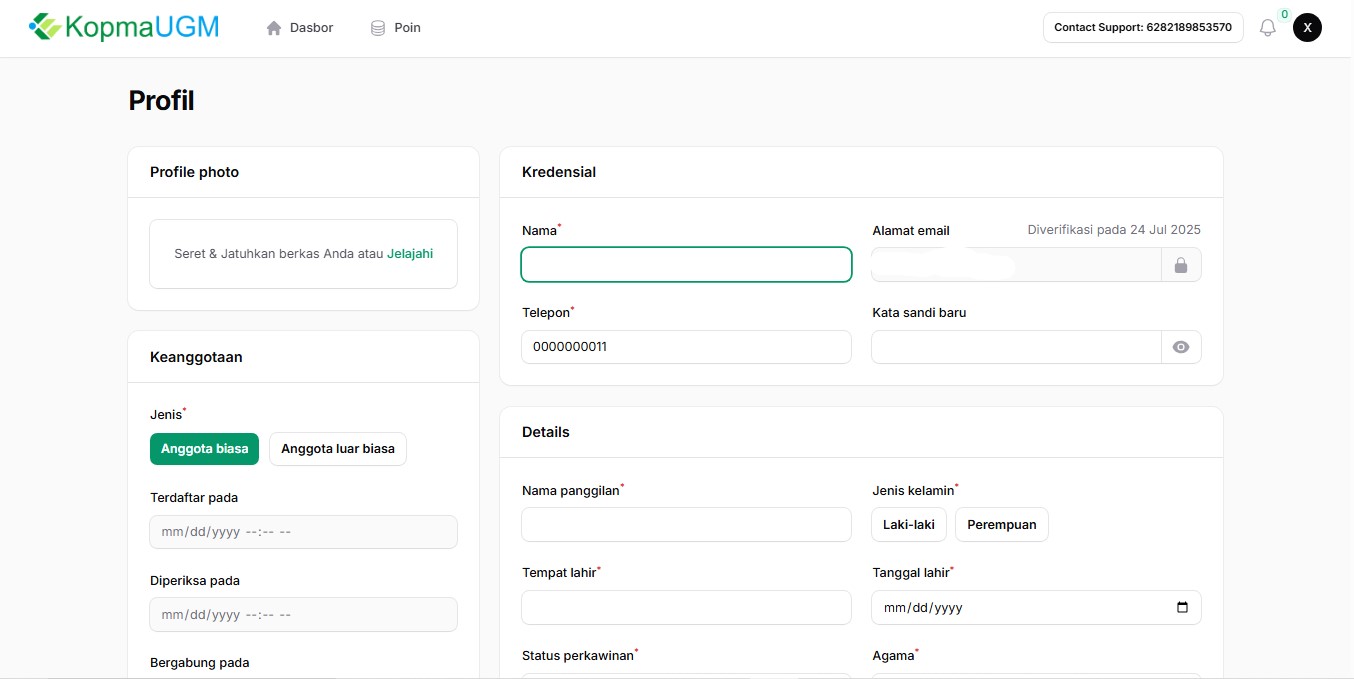 KopmaUGM
Dasbor
Poin
Contact Support: 6282189853570
0
X
Profil
Profile photo
Seret & Jatuhkan berkas Anda atau Jelajahi
Keanggotaan
Jenis*
Anggota biasa
Anggota luar biasa
Terdaftar pada
mm/dd/yyyy --:-- --
Diperiksa pada
mm/dd/yyyy --:-- --
Bergabung pada
Kredensial
Nama*
Alamat email
Diverifikasi pada 24 Jul 2025
Telepon*
0000000011
Kata sandi baru
Details
Nama panggilan*
Jenis kelamin*
Laki-laki
Perempuan
Tempat lahir*
Tanggal lahir*
mm/dd/yyyy
Status perkawinan*
Agama*